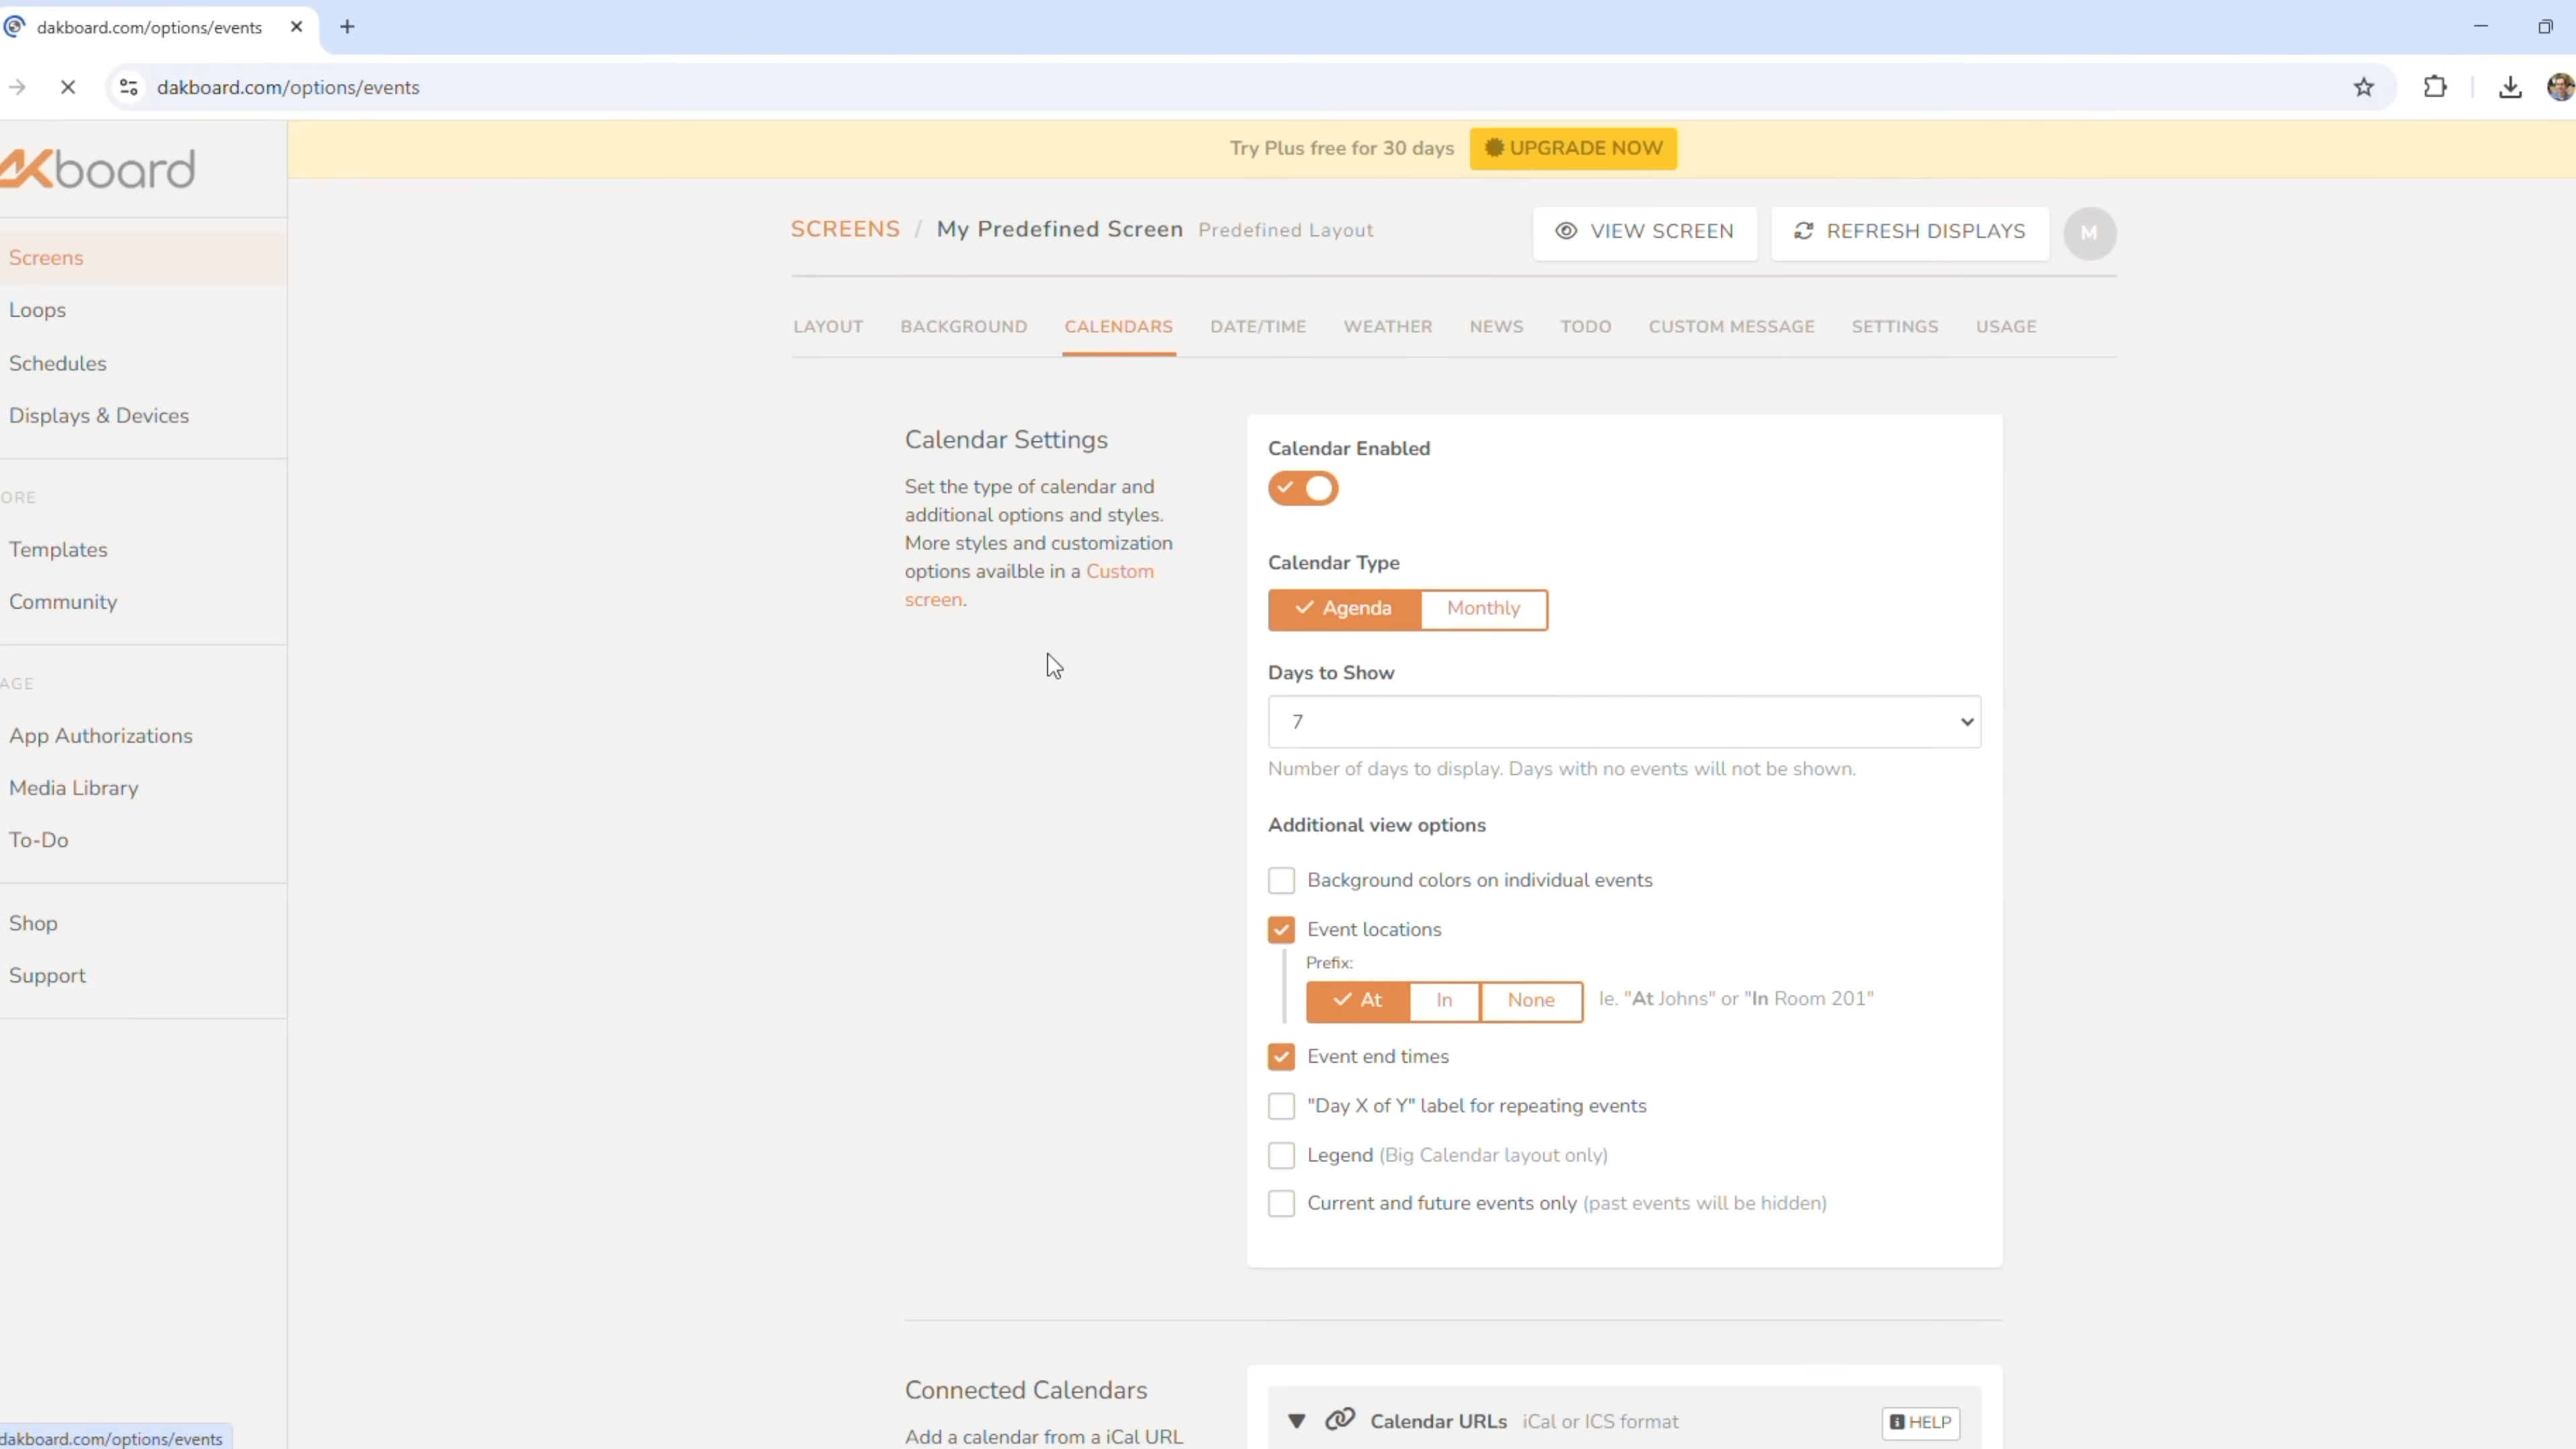 dakboard.com/options/events
dakboard.com/options/events
Try Plus free for 30 days UPGRADE NOW
AKboard
SCREENS / My Predefined Screen Predefined Layout VIEW SCREEN REFRESH DISPLAYS M
Screens
Loops
Schedules
Displays & Devices
ORE
Templates
Community
AGE
App Authorizations
Media Library
To-Do
Shop
Support
LAYOUT BACKGROUND CALENDARS DATE/TIME WEATHER NEWS TODO CUSTOM MESSAGE SETTINGS USAGE
Calendar Settings
Set the type of calendar and
additional options and styles.
More styles and customization
options availble in a Custom
screen.
Calendar Enabled
Calendar Type
Agenda Monthly
Days to Show
7
Number of days to display. Days with no events will not be shown.
Additional view options
Background colors on individual events
Event locations
Prefix:
At In None Ie. "At Johns" or "In Room 201"
Event end times
"Day X of Y" label for repeating events
Legend (Big Calendar layout only)
Current and future events only (past events will be hidden)
Connected Calendars
Add a calendar from a iCal URL
Calendar URLs iCal or ICS format HELP
dakboard.com/options/events